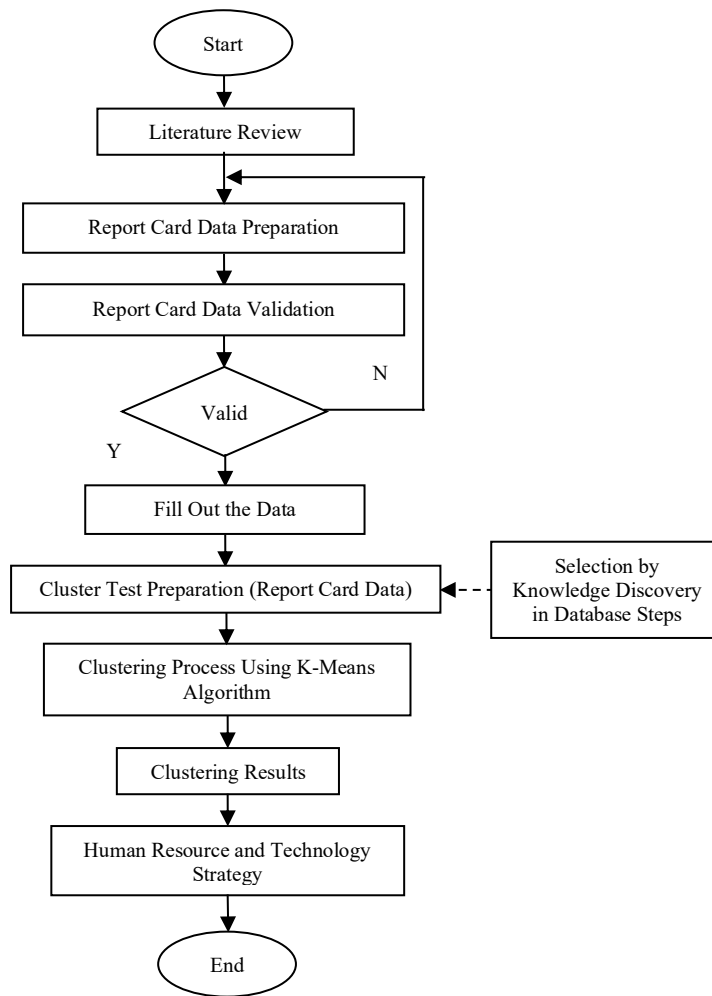 Start
Literature Review
Report Card Data Preparation
Report Card Data Validation
N
Valid
Y
Fill Out the Data
Cluster Test Preparation (Report Card Data)
Selection by
Knowledge Discovery
in Database Steps
Clustering Process Using K-Means
Algorithm
Clustering Results
Human Resource and Technology
Strategy
End